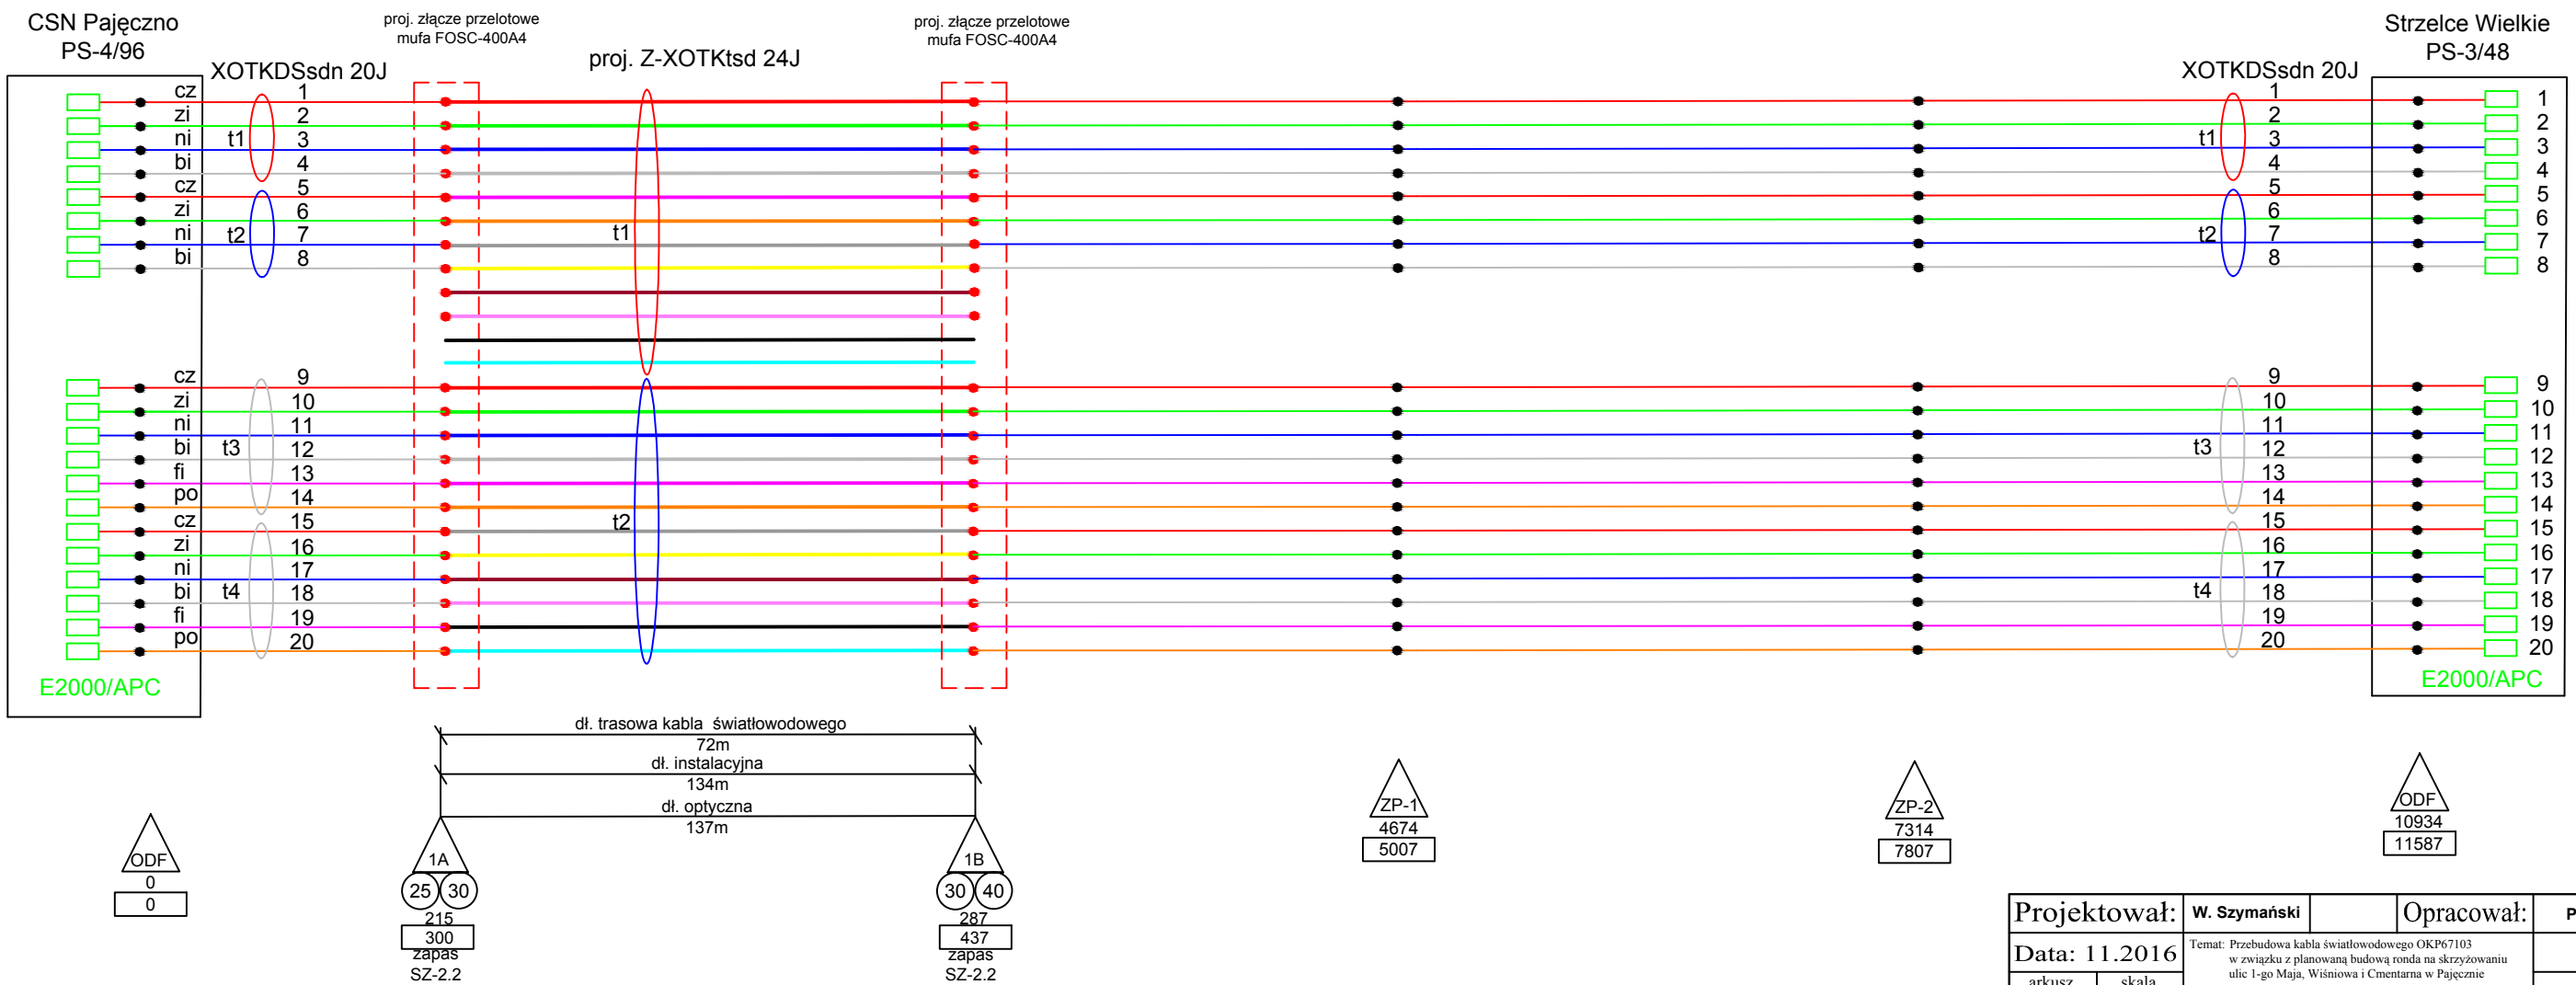 CSN Pajęczno
PS-4/96
XOTKDSsdn 20J
proj. złącze przelotowe
mufa FOSC-400A4
proj. Z-XOTKtsd 24J
proj. złącze przelotowe
mufa FOSC-400A4
XOTKDSsdn 20J
Strzelce Wielkie
PS-3/48
cz 1 1 1
zi 2 2 2
ni t1 3 t1 3 3
bi 4 4 4
cz 5 5 5
zi 6 6 6
ni t2 7 t1 t2 7 7
bi 8 8 8
cz 9 9 9
zi 10 10 10
ni 11 11 11
bi t3 12 t3 12 12
fi 13 13 13
po 14 14 14
cz 15 t2 15 15
zi 16 16 16
ni 17 17 17
bi t4 18 t4 18 18
fi 19 19 19
po 20 20 20
E2000/APC
E2000/APC
dł. trasowa kabla światłowodowego
72m
dł. instalacyjna
134m
dł. optyczna
137m
ODF
0
0
1A
25 30
215
300
zapas
SZ-2.2
1B
30 40
287
437
zapas
SZ-2.2
ZP-1
4674
5007
ZP-2
7314
7807
ODF
10934
11587
Projektował: W. Szymański Opracował: P
Data: 11.2016
Temat: Przebudowa kabla światłowodowego OKP67103
w związku z planowaną budową ronda na skrzyżowaniu
ulic 1-go Maja, Wiśniowa i Cmentarna w Pajęcznie
arkusz skala